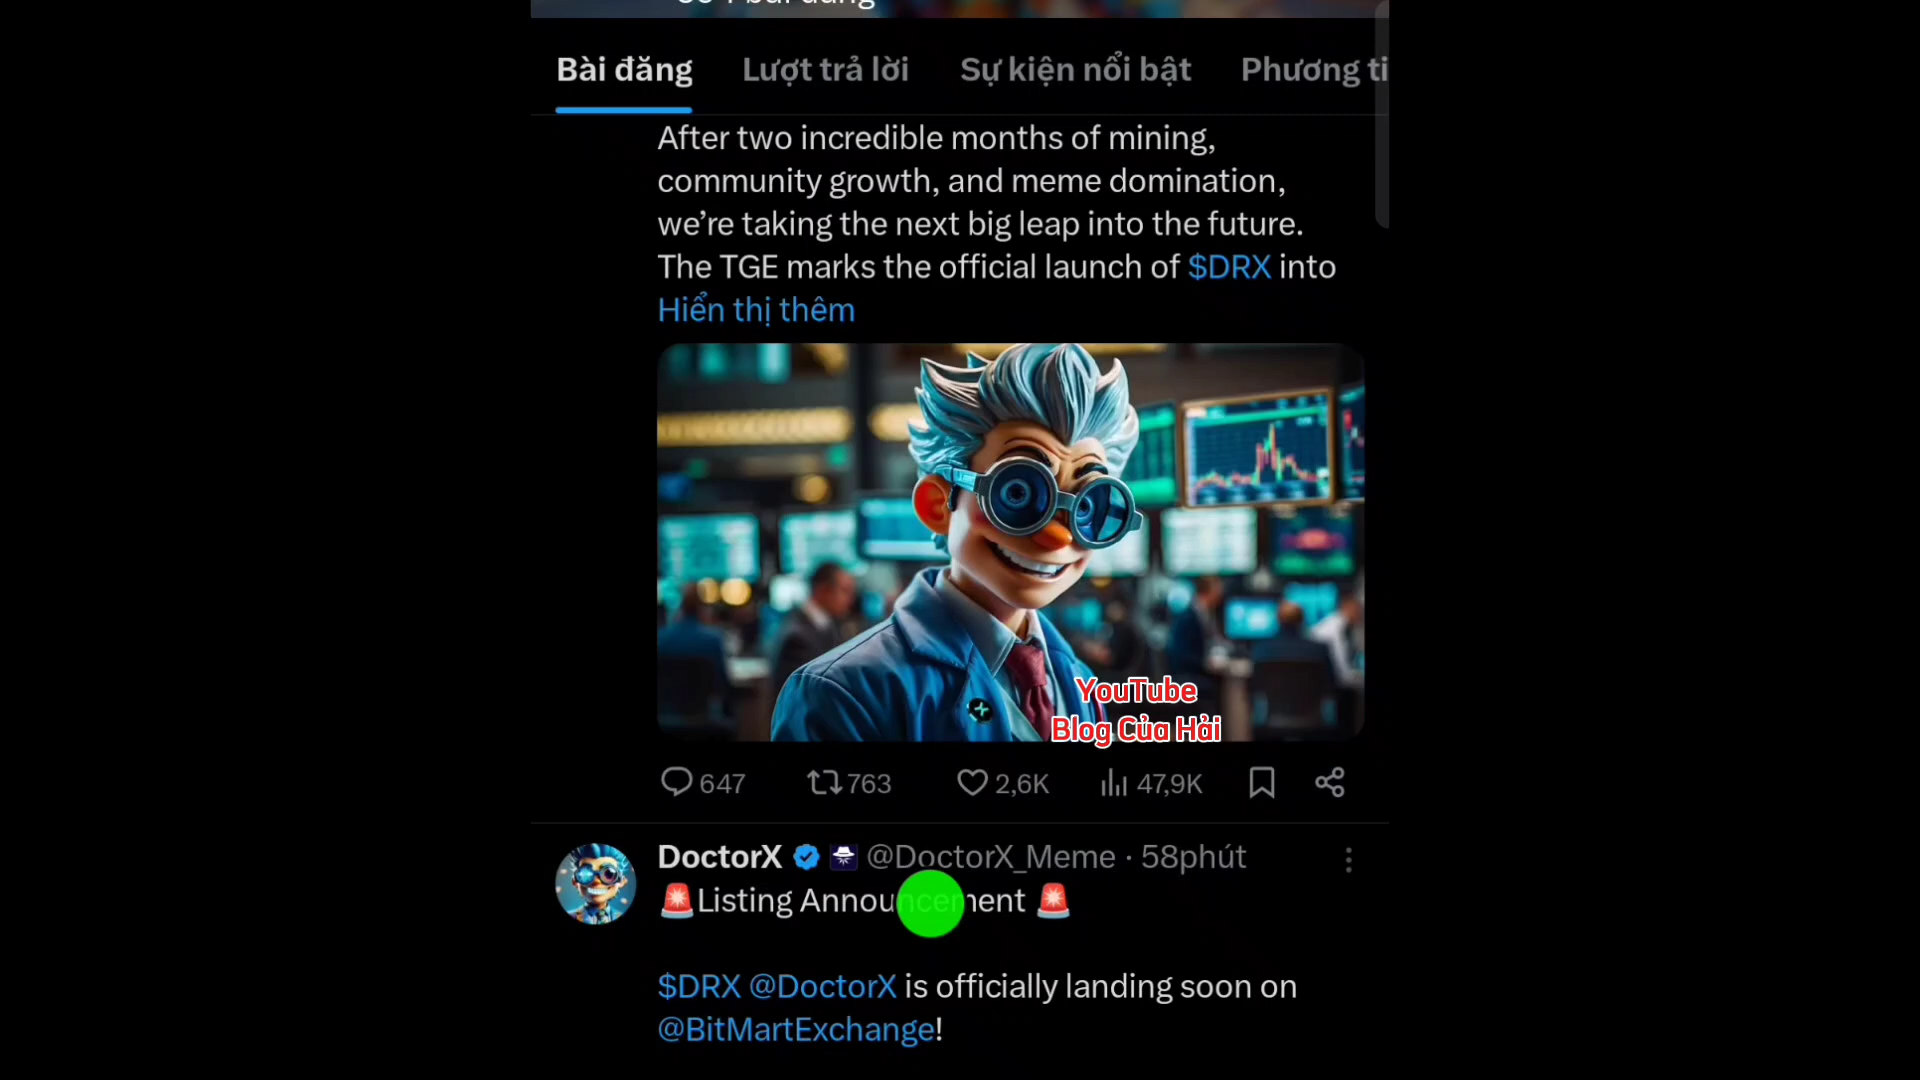 Bài đăng
Lượt trả lời
Sự kiện nổi bật
Phương ti
After two incredible months of mining,
community growth, and meme domination,
we’re taking the next big leap into the future.
The TGE marks the official launch of $DRX into
Hiển thị thêm
YouTube
Blog Của Hải
647
763
2,6K
47,9K
DoctorX @DoctorX_Meme · 58phút
🚨Listing Announcement 🚨
$DRX @DoctorX is officially landing soon on
@BitMartExchange!